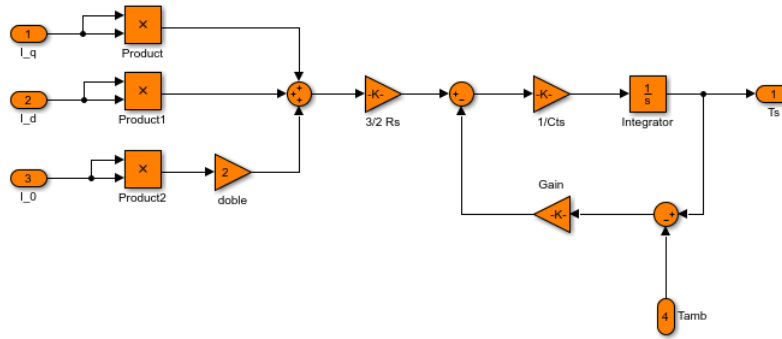 1
I_q
×
Product
2
I_d
×
Product1
3
I_0
×
Product2
2
doble
+
+
+
-K-
3/2 Rs
+
−
-K-
1/Cts
1
s
Integrator
1
Ts
Gain
-K-
−
+
4
Tamb